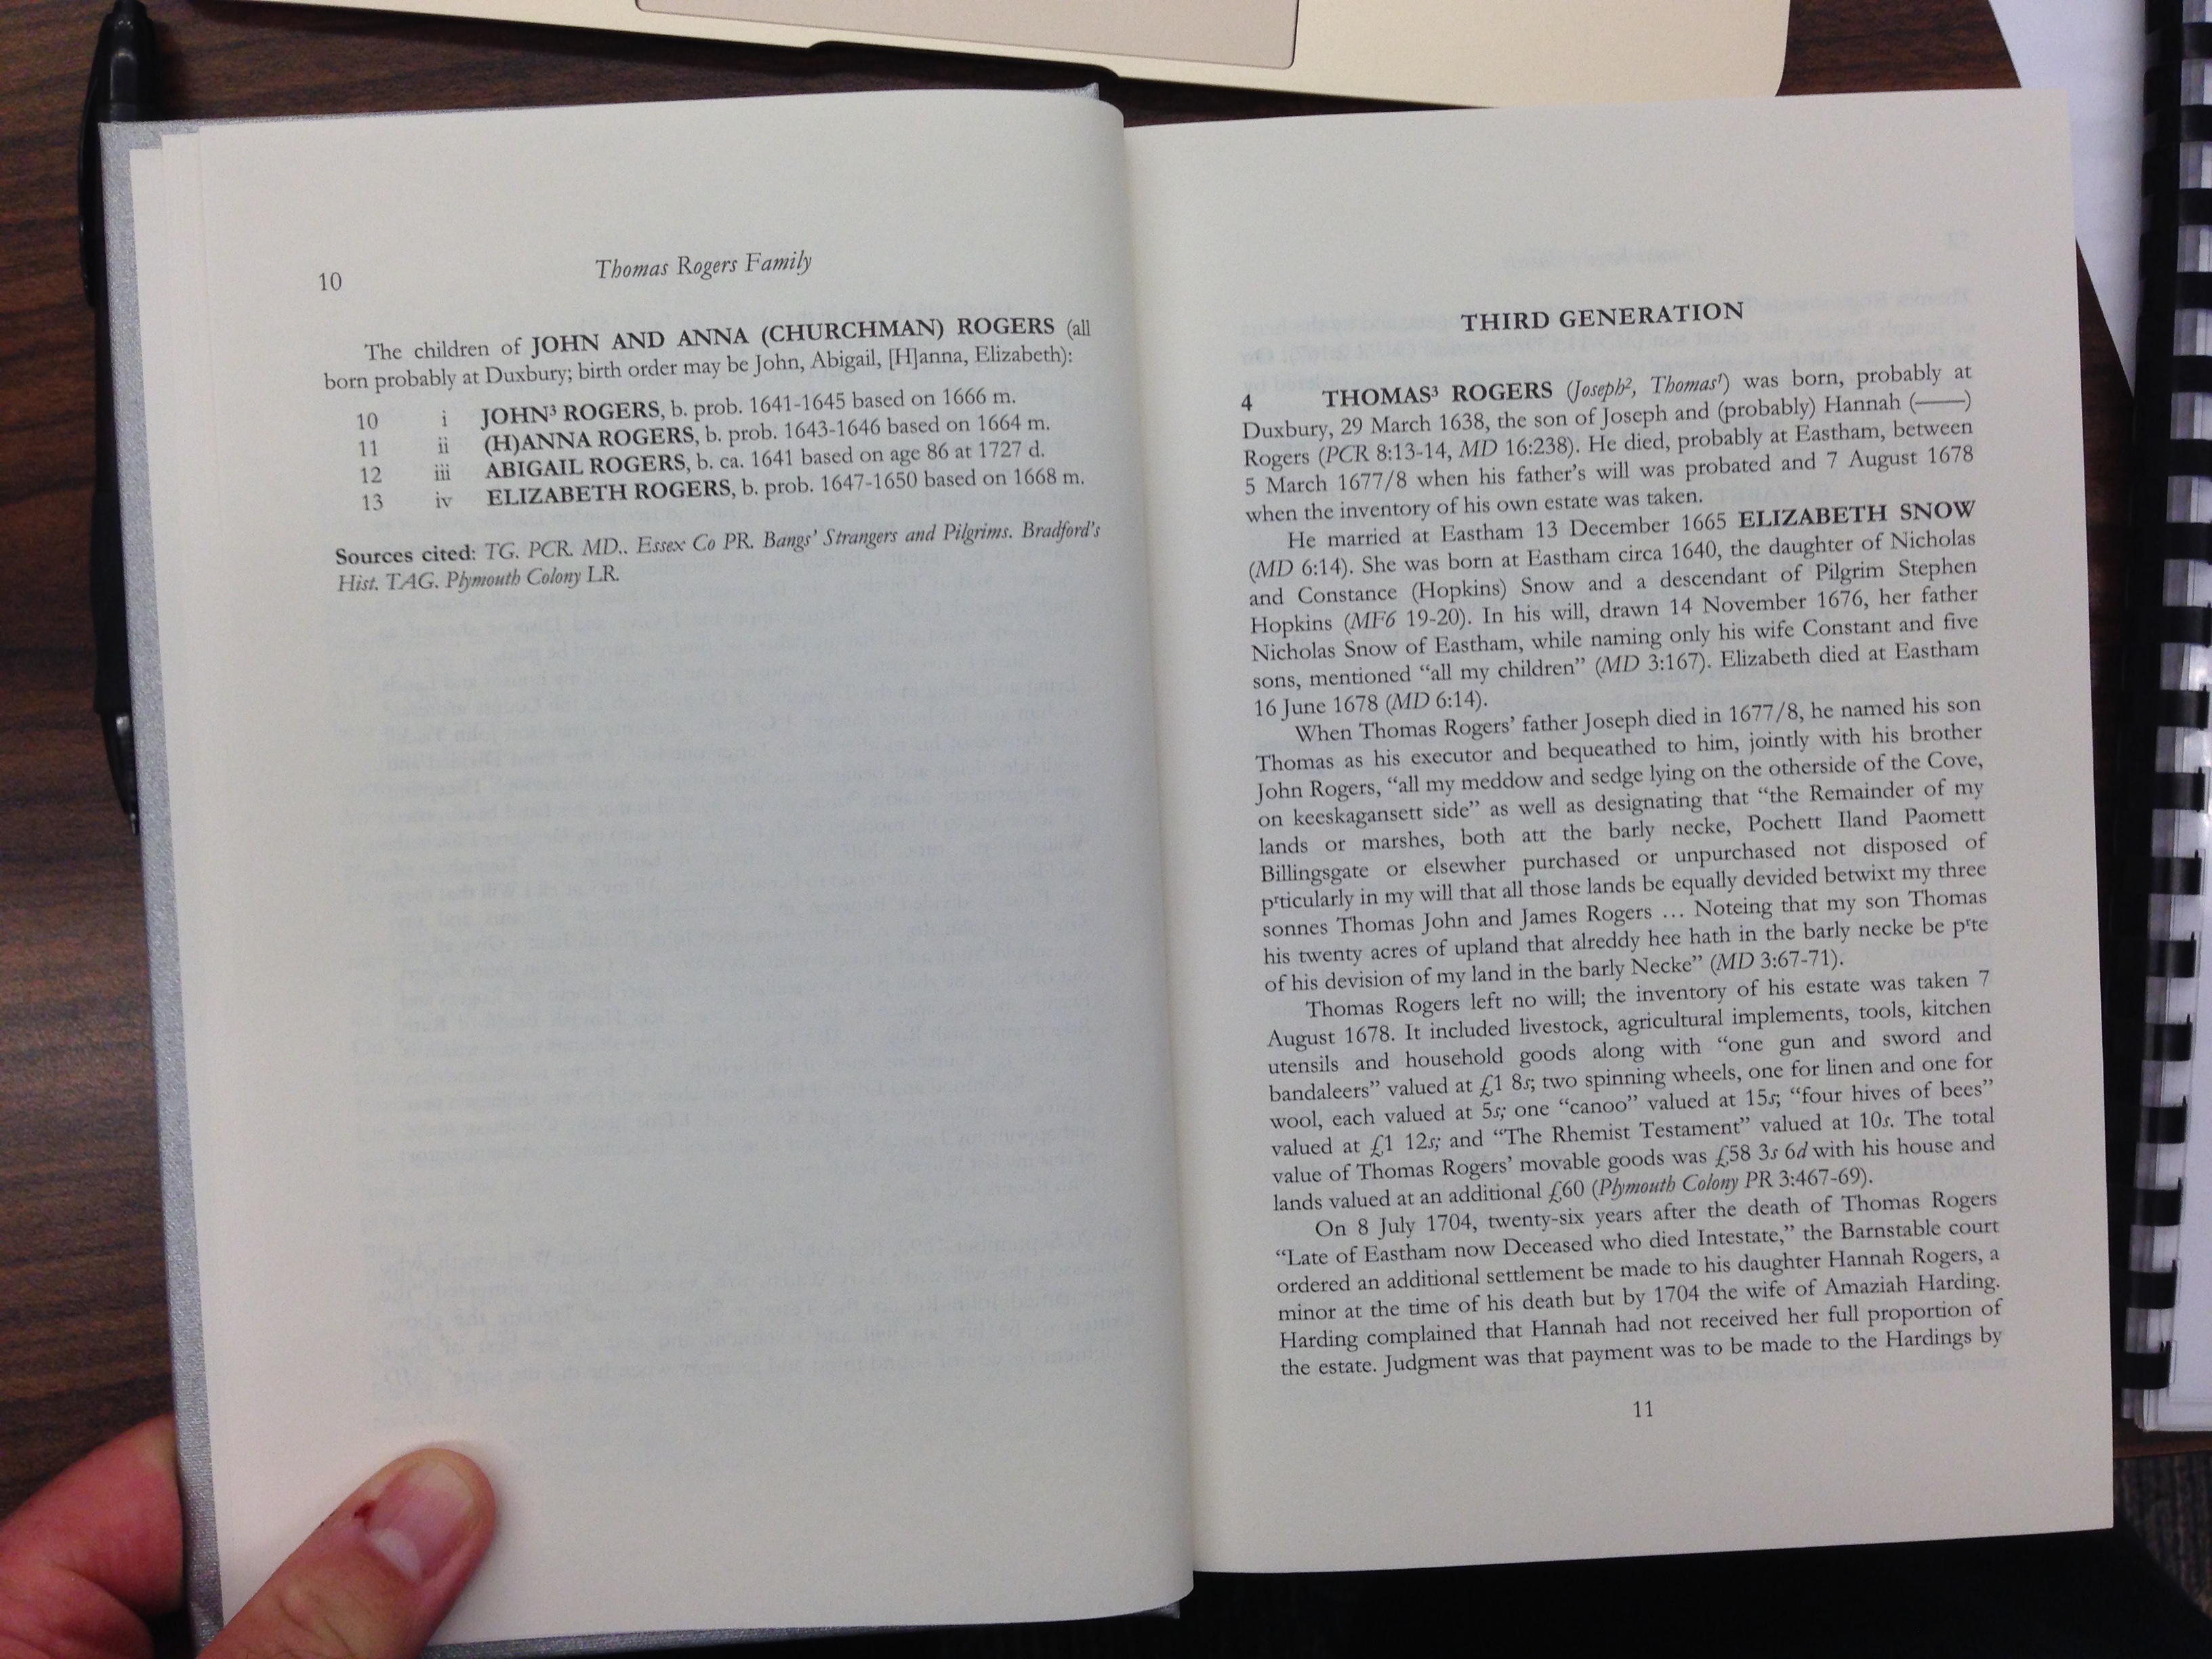 10
Thomas Rogers Family
The children of JOHN AND ANNA (CHURCHMAN) ROGERS (all
born probably at Duxbury; birth order may be John, Abigail, [H]anna, Elizabeth):
10 i JOHN³ ROGERS, b. prob. 1641-1645 based on 1666 m.
11 ii (H)ANNA ROGERS, b. prob. 1643-1646 based on 1664 m.
12 iii ABIGAIL ROGERS, b. ca. 1641 based on age 86 at 1727 d.
13 iv ELIZABETH ROGERS, b. prob. 1647-1650 based on 1668 m.
Sources cited: TG. PCR. MD.. Essex Co PR. Bangs' Strangers and Pilgrims. Bradford's
Hist. TAG. Plymouth Colony LR.
THIRD GENERATION
4 THOMAS³ ROGERS (Joseph², Thomas¹) was born, probably at
Duxbury, 29 March 1638, the son of Joseph and (probably) Hannah (——)
Rogers (PCR 8:13-14, MD 16:238). He died, probably at Eastham, between
5 March 1677/8 when his father's will was probated and 7 August 1678
when the inventory of his own estate was taken.
He married at Eastham 13 December 1665 ELIZABETH SNOW
(MD 6:14). She was born at Eastham circa 1640, the daughter of Nicholas
and Constance (Hopkins) Snow and a descendant of Pilgrim Stephen
Hopkins (MF6 19-20). In his will, drawn 14 November 1676, her father
Nicholas Snow of Eastham, while naming only his wife Constant and five
sons, mentioned “all my children” (MD 3:167). Elizabeth died at Eastham
16 June 1678 (MD 6:14).
When Thomas Rogers' father Joseph died in 1677/8, he named his son
Thomas as his executor and bequeathed to him, jointly with his brother
John Rogers, “all my meddow and sedge lying on the otherside of the Cove,
on keeskagansett side” as well as designating that “the Remainder of my
lands or marshes, both att the barly necke, Pochett Iland Paomett
Billingsgate or elsewher purchased or unpurchased not disposed of
pʳticularly in my will that all those lands be equally devided betwixt my three
sonnes Thomas John and James Rogers … Noteing that my son Thomas
his twenty acres of upland that alreddy hee hath in the barly necke be pʳte
of his devision of my land in the barly Necke” (MD 3:67-71).
Thomas Rogers left no will; the inventory of his estate was taken 7
August 1678. It included livestock, agricultural implements, tools, kitchen
utensils and household goods along with “one gun and sword and
bandaleers” valued at £1 8s; two spinning wheels, one for linen and one for
wool, each valued at 5s; one “canoo” valued at 15s; “four hives of bees”
valued at £1 12s; and “The Rhemist Testament” valued at 10s. The total
value of Thomas Rogers' movable goods was £58 3s 6d with his house and
lands valued at an additional £60 (Plymouth Colony PR 3:467-69).
On 8 July 1704, twenty-six years after the death of Thomas Rogers
“Late of Eastham now Deceased who died Intestate,” the Barnstable court
ordered an additional settlement be made to his daughter Hannah Rogers, a
minor at the time of his death but by 1704 the wife of Amaziah Harding.
Harding complained that Hannah had not received her full proportion of
the estate. Judgment was that payment was to be made to the Hardings by
11